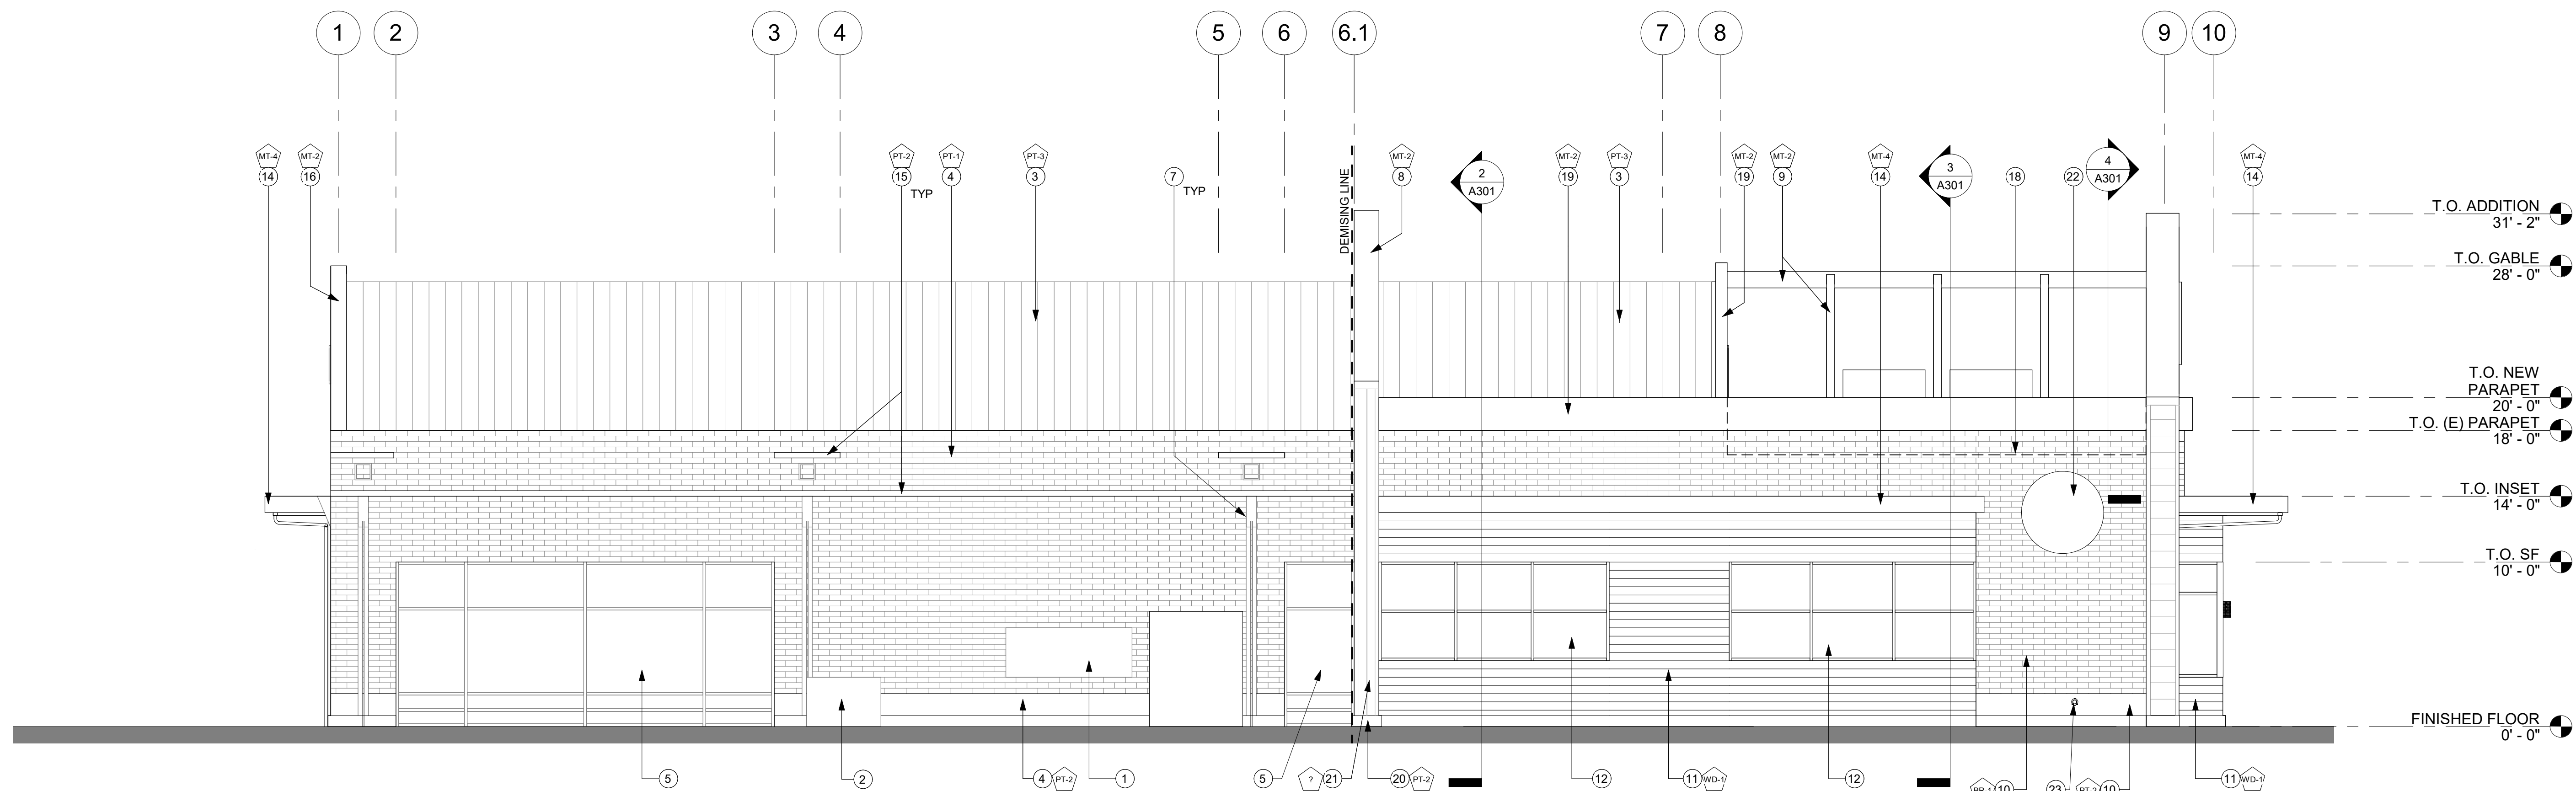 1 2 3 4 5 6 6.1 7 8 9 10
MT-4 MT-2 PT-2 PT-1 PT-3 MT-2 MT-2 PT-3 MT-2 MT-2 MT-4 MT-4
14 16 15 4 3 7 8 19 3 19 9 14 18 22 14
TYP TYP
2
A301
3
A301
4
A301
DEMISING LINE
T.O. ADDITION
31' - 2"
T.O. GABLE
28' - 0"
T.O. NEW
PARAPET
20' - 0"
T.O. (E) PARAPET
18' - 0"
T.O. INSET
14' - 0"
T.O. SF
10' - 0"
FINISHED FLOOR
0' - 0"
5 2 4 PT-2 1 5 ? 21 20 PT-2 12 11 WD-1 12 10 23 PT-2 10 11 WD-1